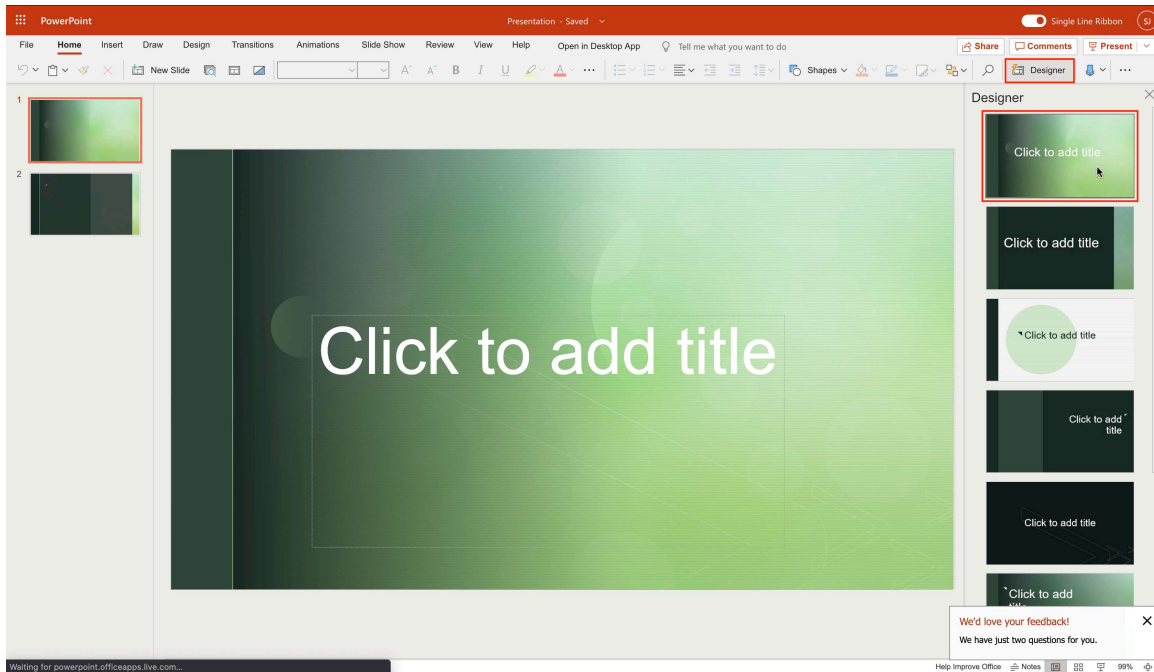 PowerPoint
Presentation - Saved
Single Line Ribbon
SJ
File Home Insert Draw Design Transitions Animations Slide Show Review View Help Open in Desktop App Tell me what you want to do
Share Comments Present
New Slide A^ A˅ B I U A ... Shapes Designer ...
1
2
Click to add title
Designer
Click to add title
Click to add title
Click to add title
Click to add
title
Click to add title
Click to add
We'd love your feedback!
We have just two questions for you.
Waiting for powerpoint.officeapps.live.com...
Help Improve Office Notes 99%